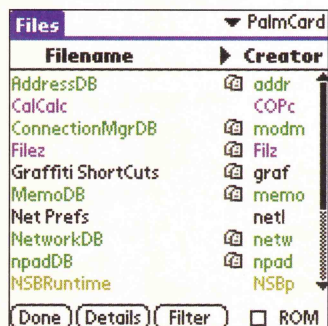 Files PalmCard
Filename Creator
AddressDB addr
CalCalc COPc
ConnectionMgrDB modm
Filez Filz
Graffiti ShortCuts graf
MemoDB memo
Net Prefs netl
NetworkDB netw
npadDB npad
NSBRuntime NSBp
Done Details Filter ROM